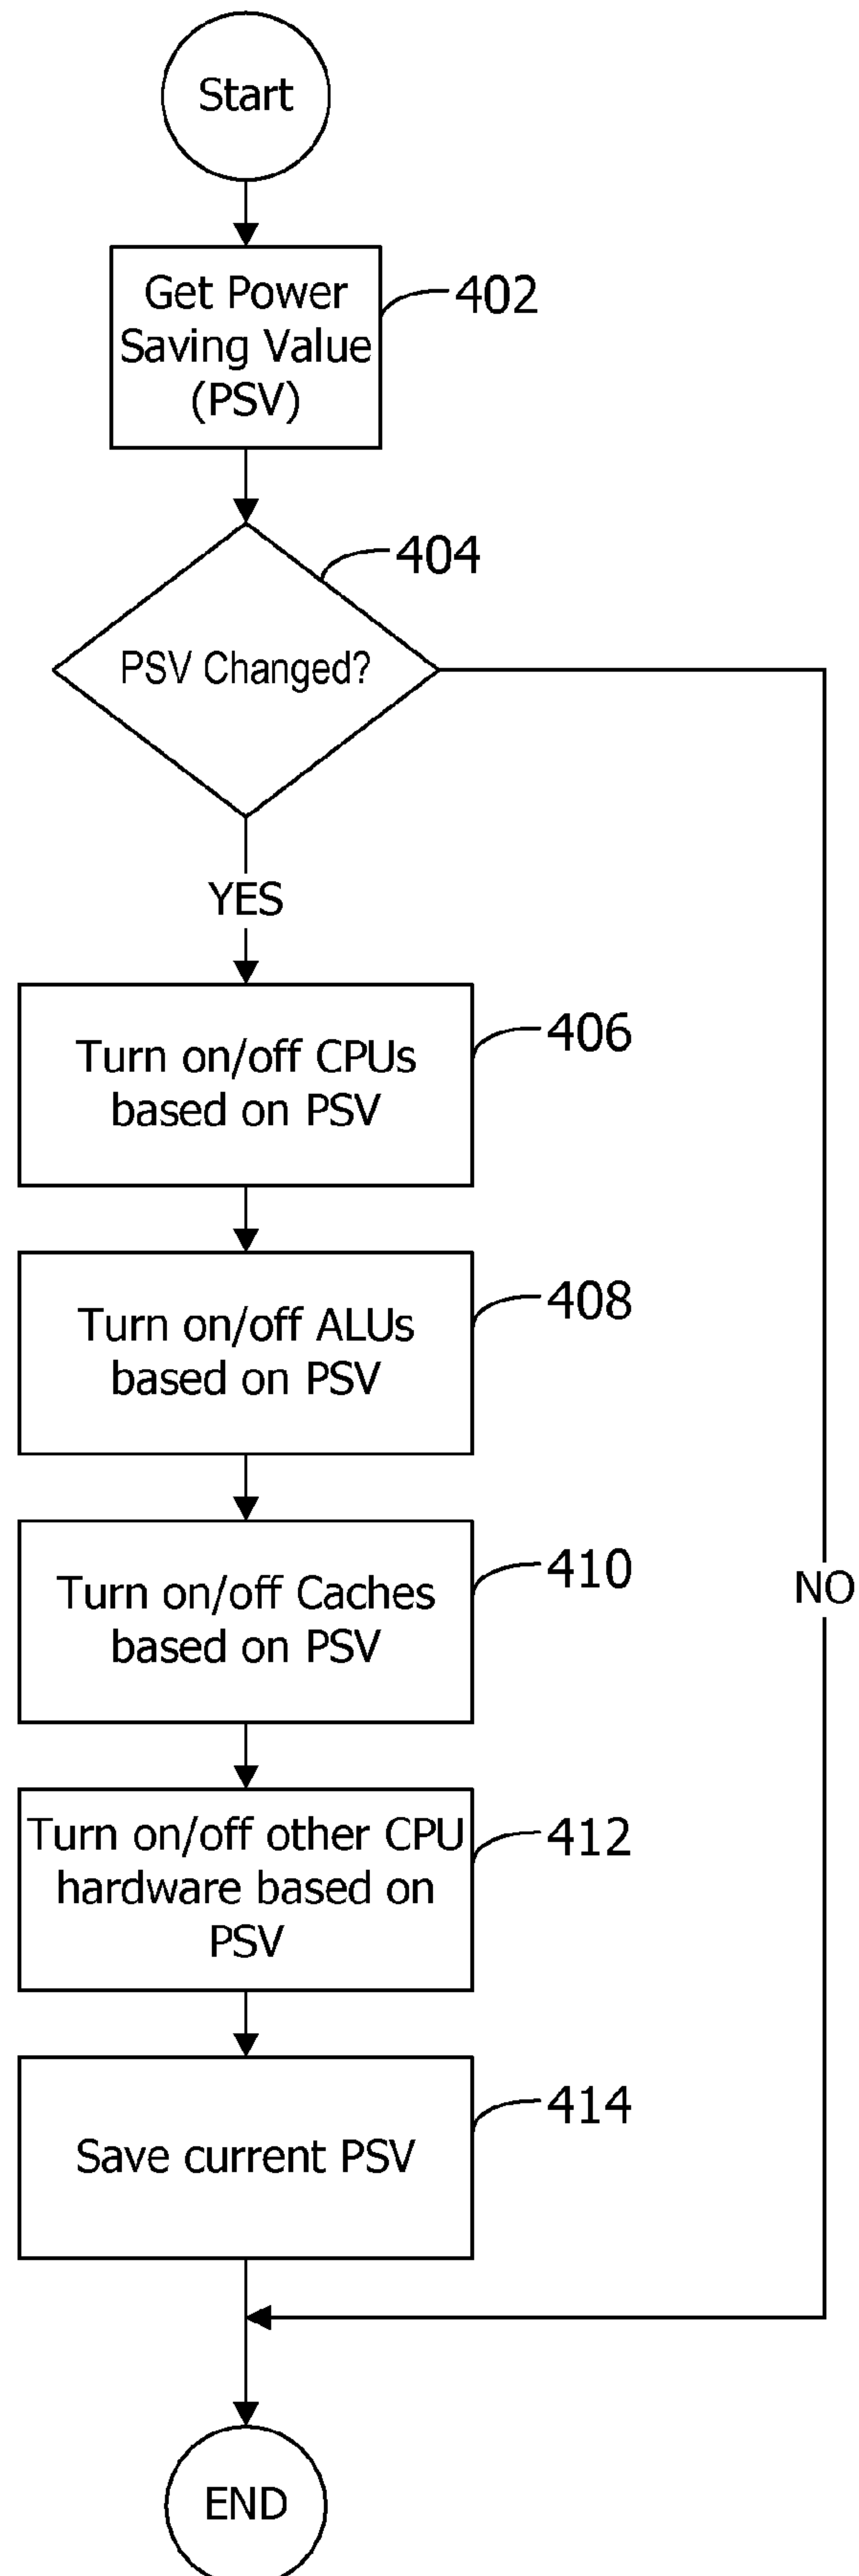 Start
Get Power
Saving Value
(PSV)
402
404
PSV Changed?
YES
Turn on/off CPUs
based on PSV
406
Turn on/off ALUs
based on PSV
408
Turn on/off Caches
based on PSV
410
NO
Turn on/off other CPU
hardware based on
PSV
412
Save current PSV
414
END